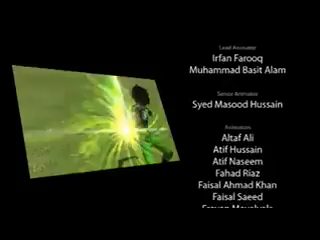 Lead Animator
Irfan Farooq
Muhammad Basit Alam
Senior Animator
Syed Masood Hussain
Animators
Altaf Ali
Atif Hussain
Atif Naseem
Fahad Riaz
Faisal Ahmad Khan
Faisal Saeed